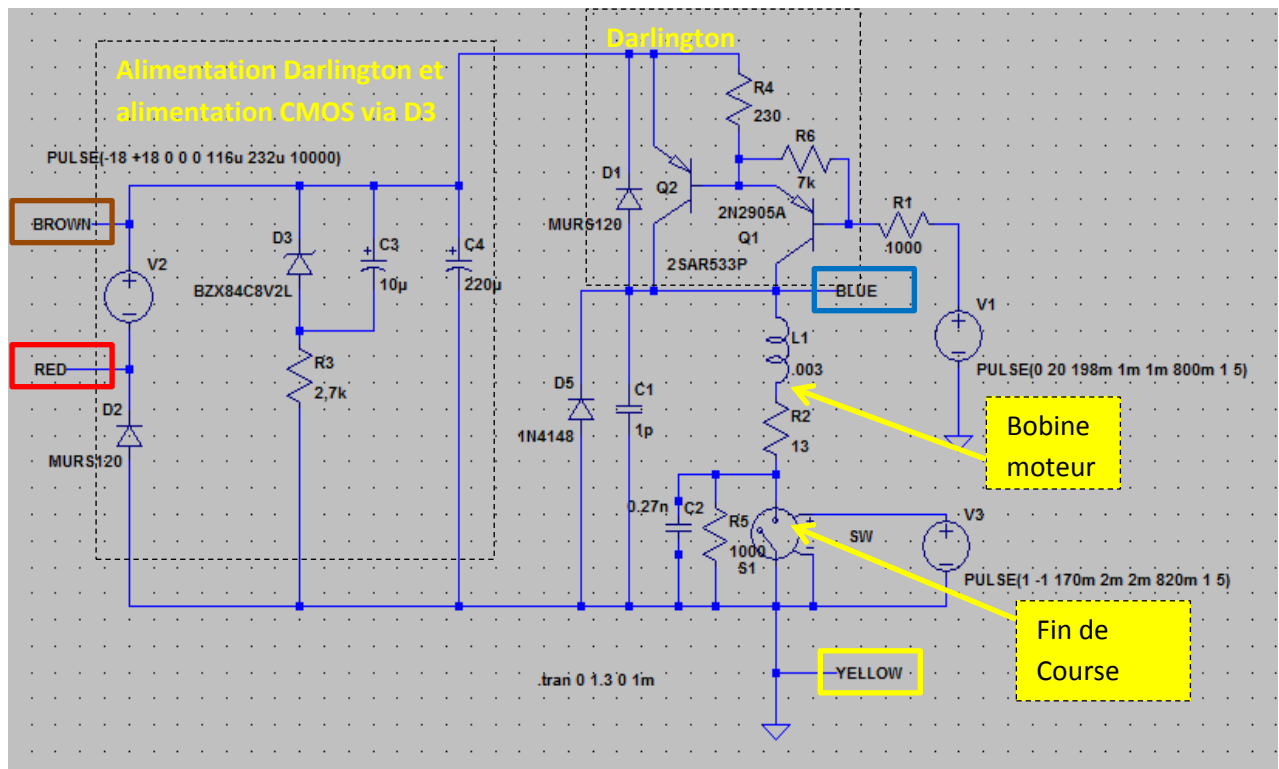 Darlington
Alimentation Darlington et
alimentation CMOS via D3
PULSE(-18 +18 0 0 0 116u 232u 10000)
BROWN
V2
RED
D2
MURS120
D3
BZX84C8V2L
C3
10µ
C4
220µ
R3
2,7k
D1
MURS120
Q2
2SAR533P
R4
230
R6
7k
2N2905A
Q1
R1
1000
BLUE
V1
PULSE(0 20 198m 1m 1m 800m 1 5)
L1
.003
D5
1N4148
C1
1p
R2
13
Bobine
moteur
0.27n
C2
R5
1000
S1
SW
V3
PULSE(1 -1 170m 2m 2m 820m 1 5)
Fin de
Course
.tran 0 1.3 0 1m
YELLOW